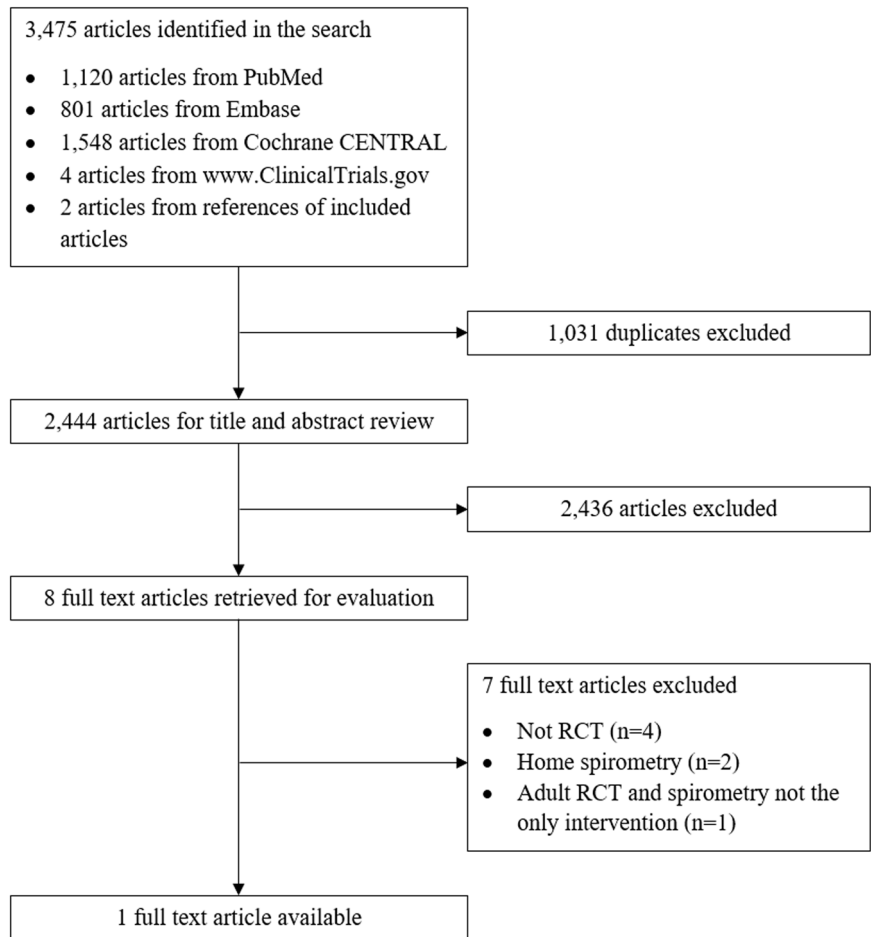 3,475 articles identified in the search
• 1,120 articles from PubMed
• 801 articles from Embase
• 1,548 articles from Cochrane CENTRAL
• 4 articles from www.ClinicalTrials.gov
• 2 articles from references of included
articles
1,031 duplicates excluded
2,444 articles for title and abstract review
2,436 articles excluded
8 full text articles retrieved for evaluation
7 full text articles excluded
• Not RCT (n=4)
• Home spirometry (n=2)
• Adult RCT and spirometry not the
only intervention (n=1)
1 full text article available